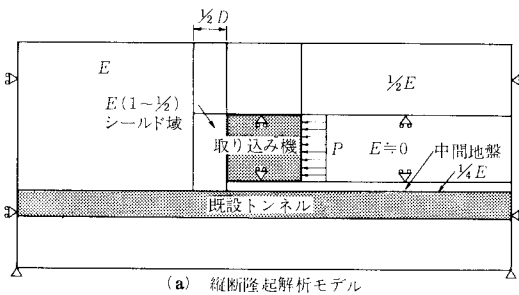 ½D
E
½E
E(1~½)
シールド域
取り込み機
P
E≒0
中間地盤
¼E
既設トンネル
(a) 縦断隆起解析モデル